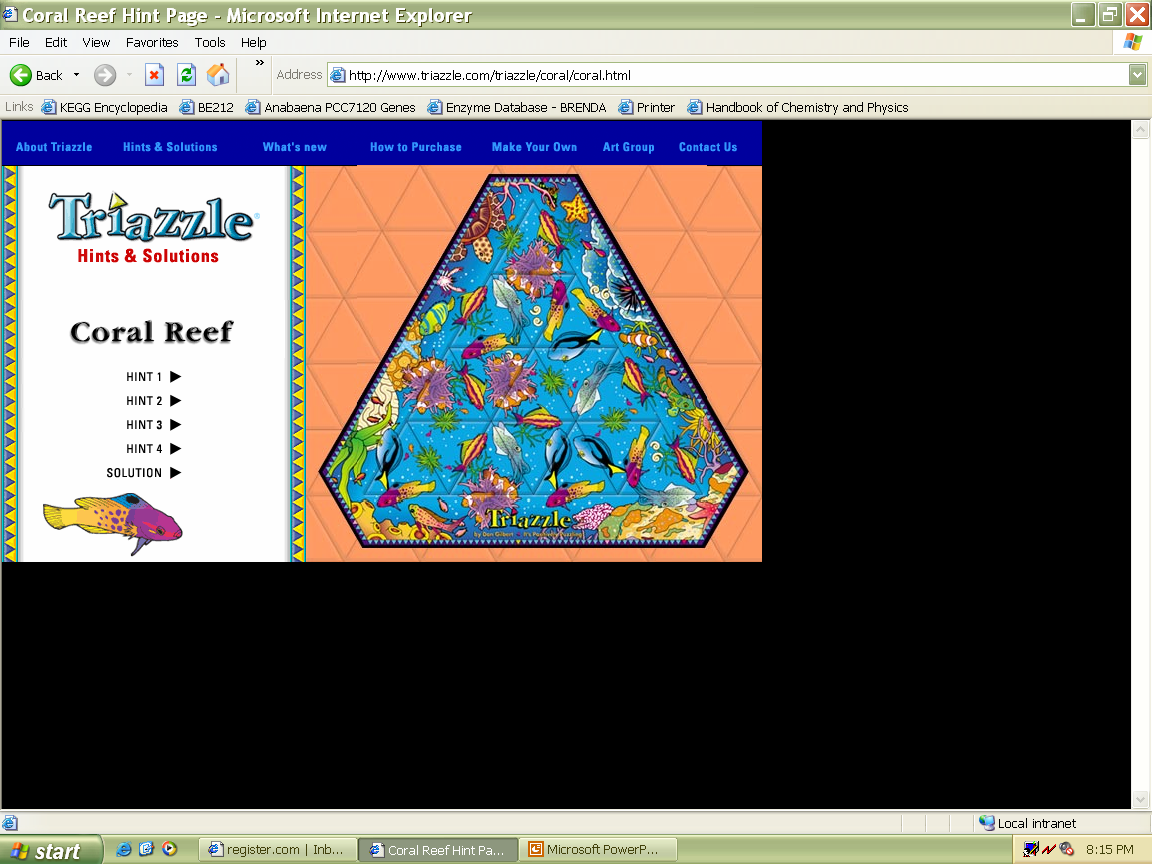 Coral Reef Hint Page - Microsoft Internet Explorer
File Edit View Favorites Tools Help
Back » Address http://www.triazzle.com/triazzle/coral/coral.html
Links KEGG Encyclopedia BE212 Anabaena PCC7120 Genes Enzyme Database - BRENDA Printer Handbook of Chemistry and Physics
About Triazzle Hints & Solutions What's new How to Purchase Make Your Own Art Group Contact Us
Triazzle®
Hints & Solutions
Coral Reef
HINT 1
HINT 2
HINT 3
HINT 4
SOLUTION
Triazzle
by Dan Gilbert
Local intranet
start register.com | Inb... Coral Reef Hint Pa... Microsoft PowerP... 8:15 PM